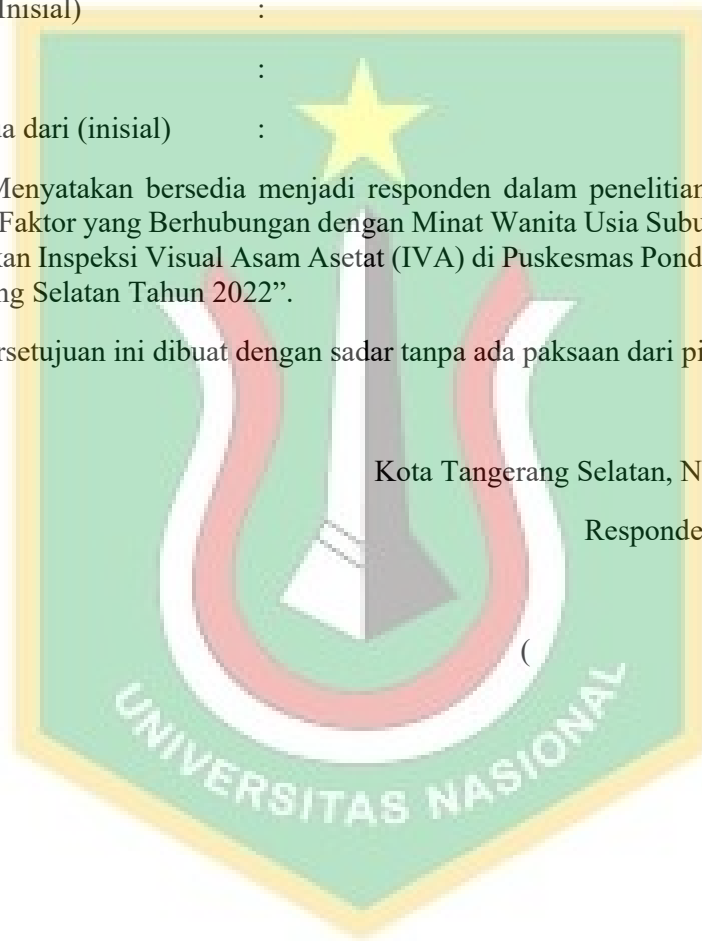 Inisial) :
:
a dari (inisial) :
Menyatakan bersedia menjadi responden dalam penelitian
Faktor yang Berhubungan dengan Minat Wanita Usia Subu
kan Inspeksi Visual Asam Asetat (IVA) di Puskesmas Pond
ng Selatan Tahun 2022”.
ersetujuan ini dibuat dengan sadar tanpa ada paksaan dari pi
Kota Tangerang Selatan, N
Responde
(
UNIVERSITAS NASIONAL